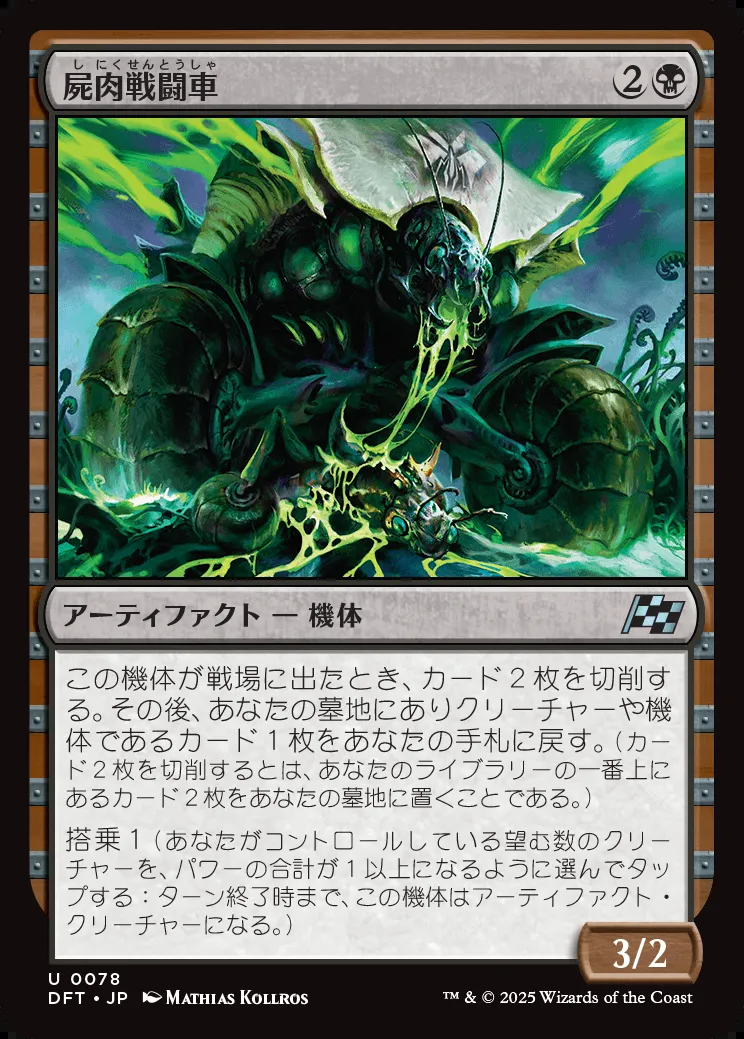 しにくせんとうしゃ
屍肉戦闘車 2
アーティファクト — 機体
この機体が戦場に出たとき、カード2枚を切削す
る。その後、あなたの墓地にありクリーチャーや機
体であるカード1枚をあなたの手札に戻す。（カー
ド2枚を切削するとは、あなたのライブラリーの一番上に
あるカード2枚をあなたの墓地に置くことである。）
搭乗1（あなたがコントロールしている望む数のクリー
チャーを、パワーの合計が1以上になるように選んでタッ
プする：ターン終了時まで、この機体はアーティファクト・
クリーチャーになる。）
3/2
U 0078
DFT • JP Mathias Kollros
™ & © 2025 Wizards of the Coast